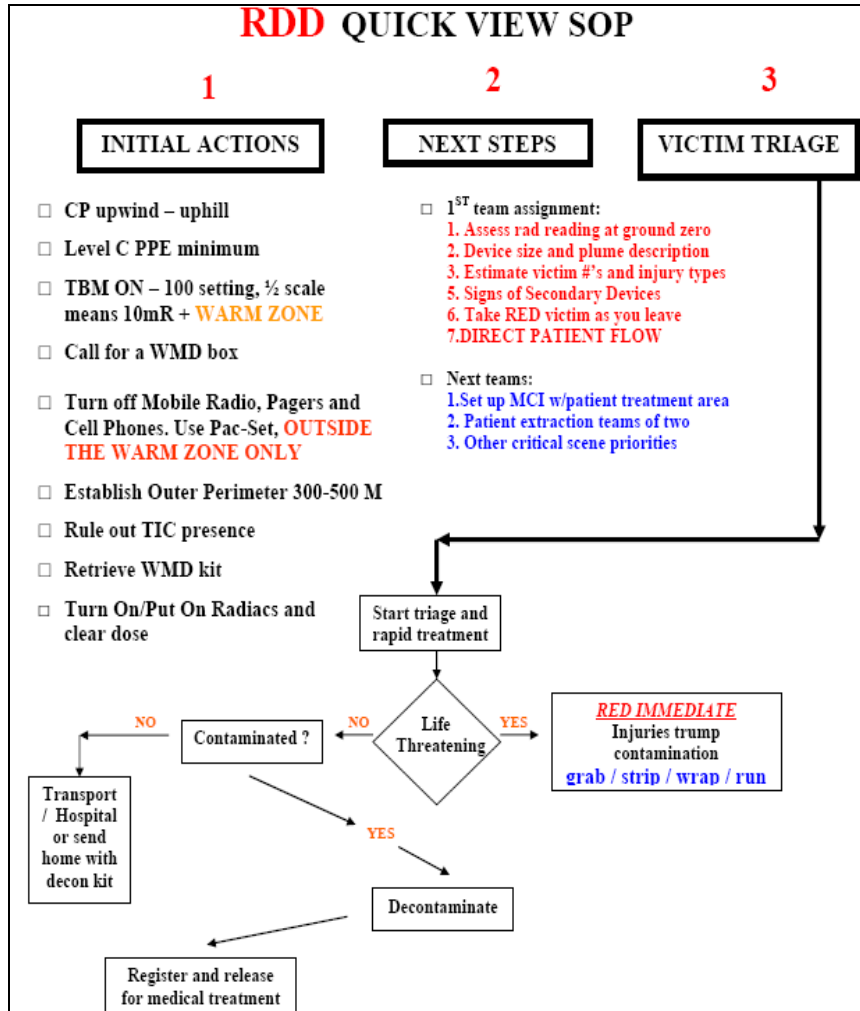 RDD QUICK VIEW SOP
1
INITIAL ACTIONS
CP upwind – uphill
Level C PPE minimum
TBM ON – 100 setting, ½ scale
means 10mR + WARM ZONE
Call for a WMD box
Turn off Mobile Radio, Pagers and
Cell Phones. Use Pac-Set, OUTSIDE
THE WARM ZONE ONLY
Establish Outer Perimeter 300-500 M
Rule out TIC presence
Retrieve WMD kit
Turn On/Put On Radiacs and
clear dose
2
NEXT STEPS
1ST team assignment:
1. Assess rad reading at ground zero
2. Device size and plume description
3. Estimate victim #'s and injury types
5. Signs of Secondary Devices
6. Take RED victim as you leave
7.DIRECT PATIENT FLOW
Next teams:
1.Set up MCI w/patient treatment area
2. Patient extraction teams of two
3. Other critical scene priorities
3
VICTIM TRIAGE
Start triage and
rapid treatment
Life
Threatening
YES
RED IMMEDIATE
Injuries trump
contamination
grab / strip / wrap / run
NO
Contaminated ?
NO
Transport
/ Hospital
or send
home with
decon kit
YES
Decontaminate
Register and release
for medical treatment